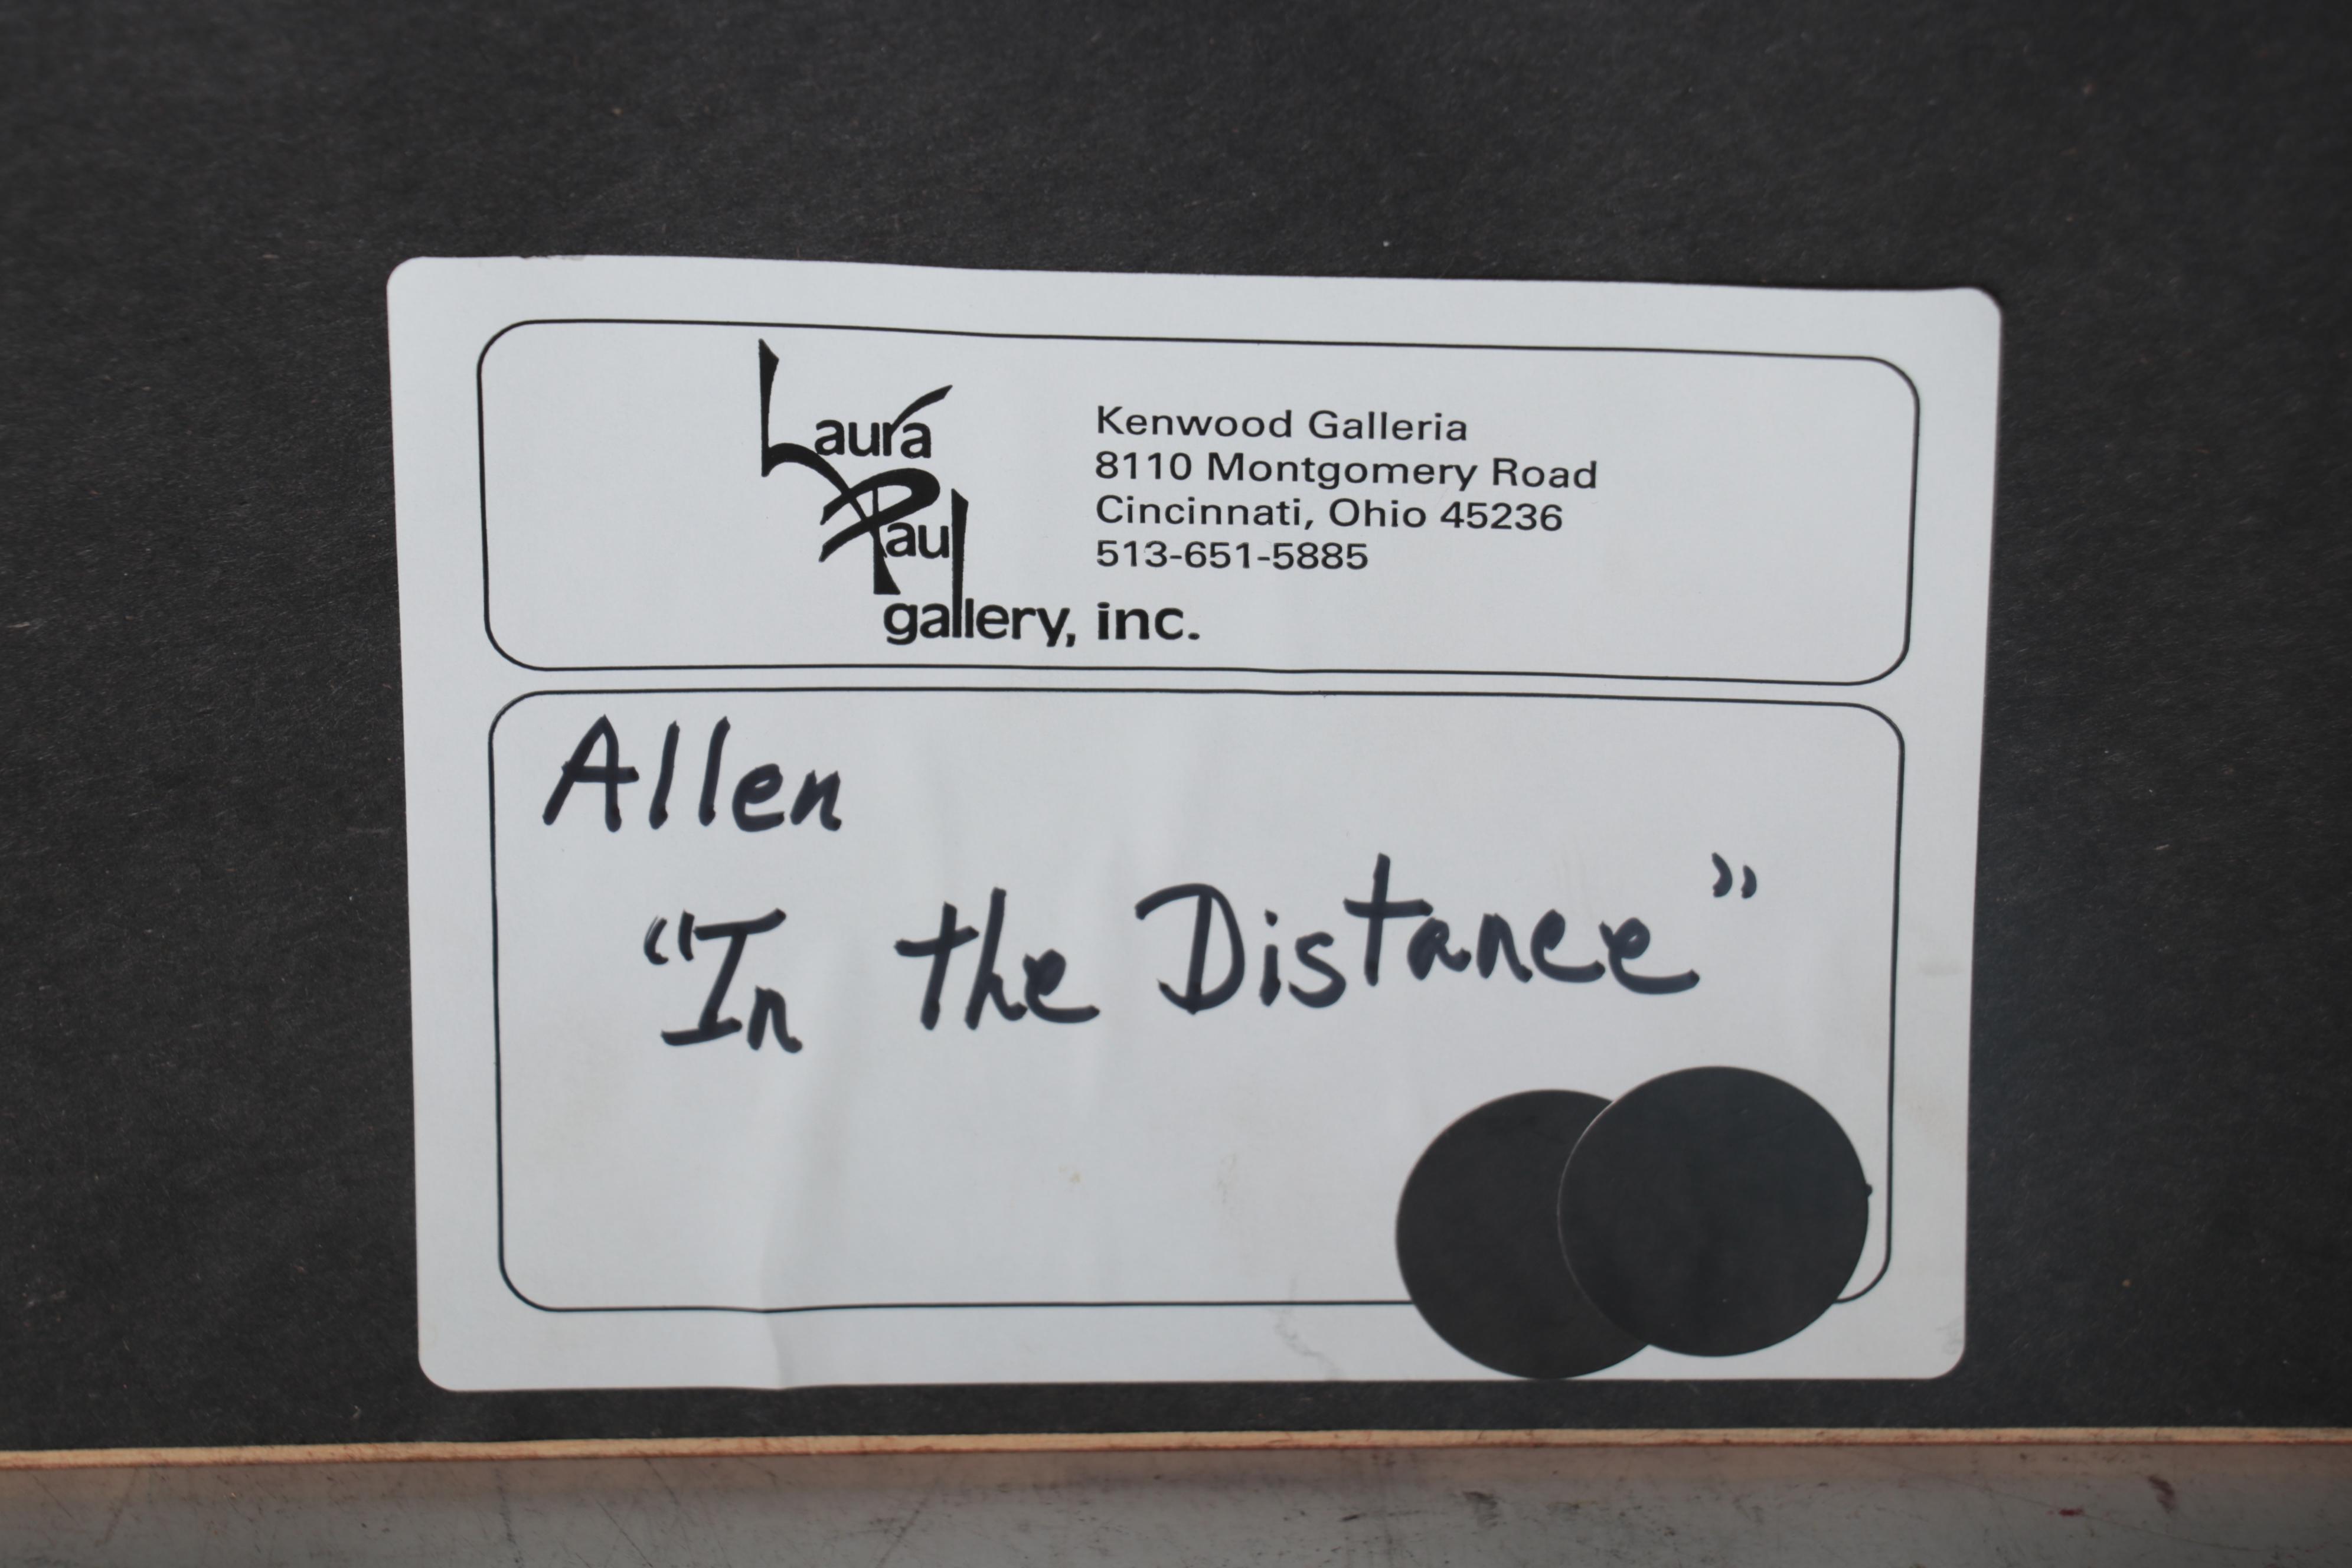 Laura
Paul
gallery, inc.
Kenwood Galleria
8110 Montgomery Road
Cincinnati, Ohio 45236
513-651-5885
Allen
"In the Distance"